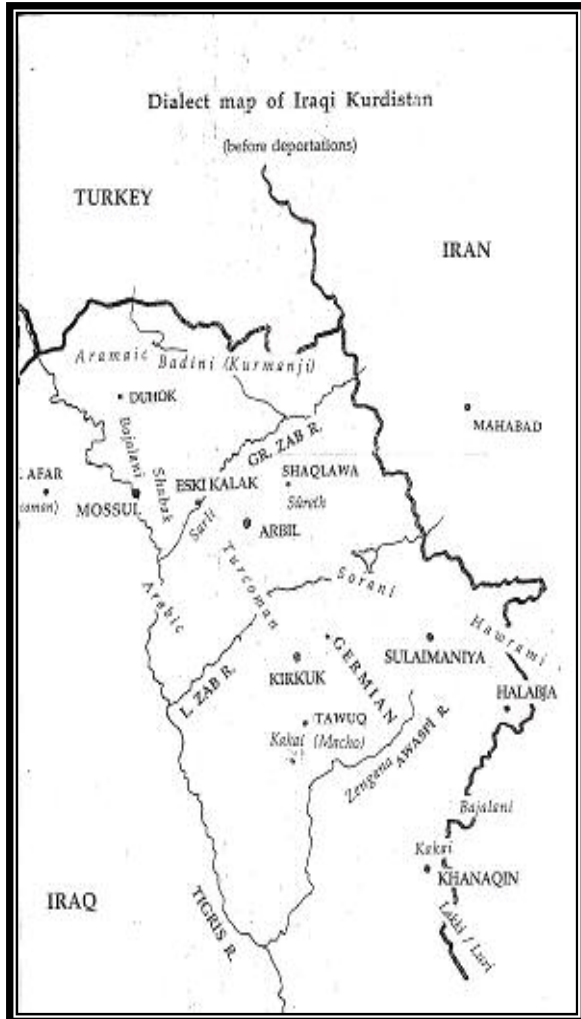 Dialect map of Iraqi Kurdistan
(before deportations)
TURKEY
IRAN
Aramaic
Badini (Kurmanji)
DUHOK
MAHABAD
Bajalani
GR. ZAB R.
Shabak
SHAQLAWA
AFAR
ESKI KALAK
Sûreth
MOSSUL
Sarli
ARBIL
Turcoman
Sorani
Arabic
Hawrami
GERMIAN
SULAIMANIYA
KIRKUK
L. ZAB R.
HALABJA
TAWUQ
Kakai (Macho)
Zengana
AWASPI R.
Bajalani
Kakai
KHANAQIN
IRAQ
TIGRIS R.
Lakki / Luri